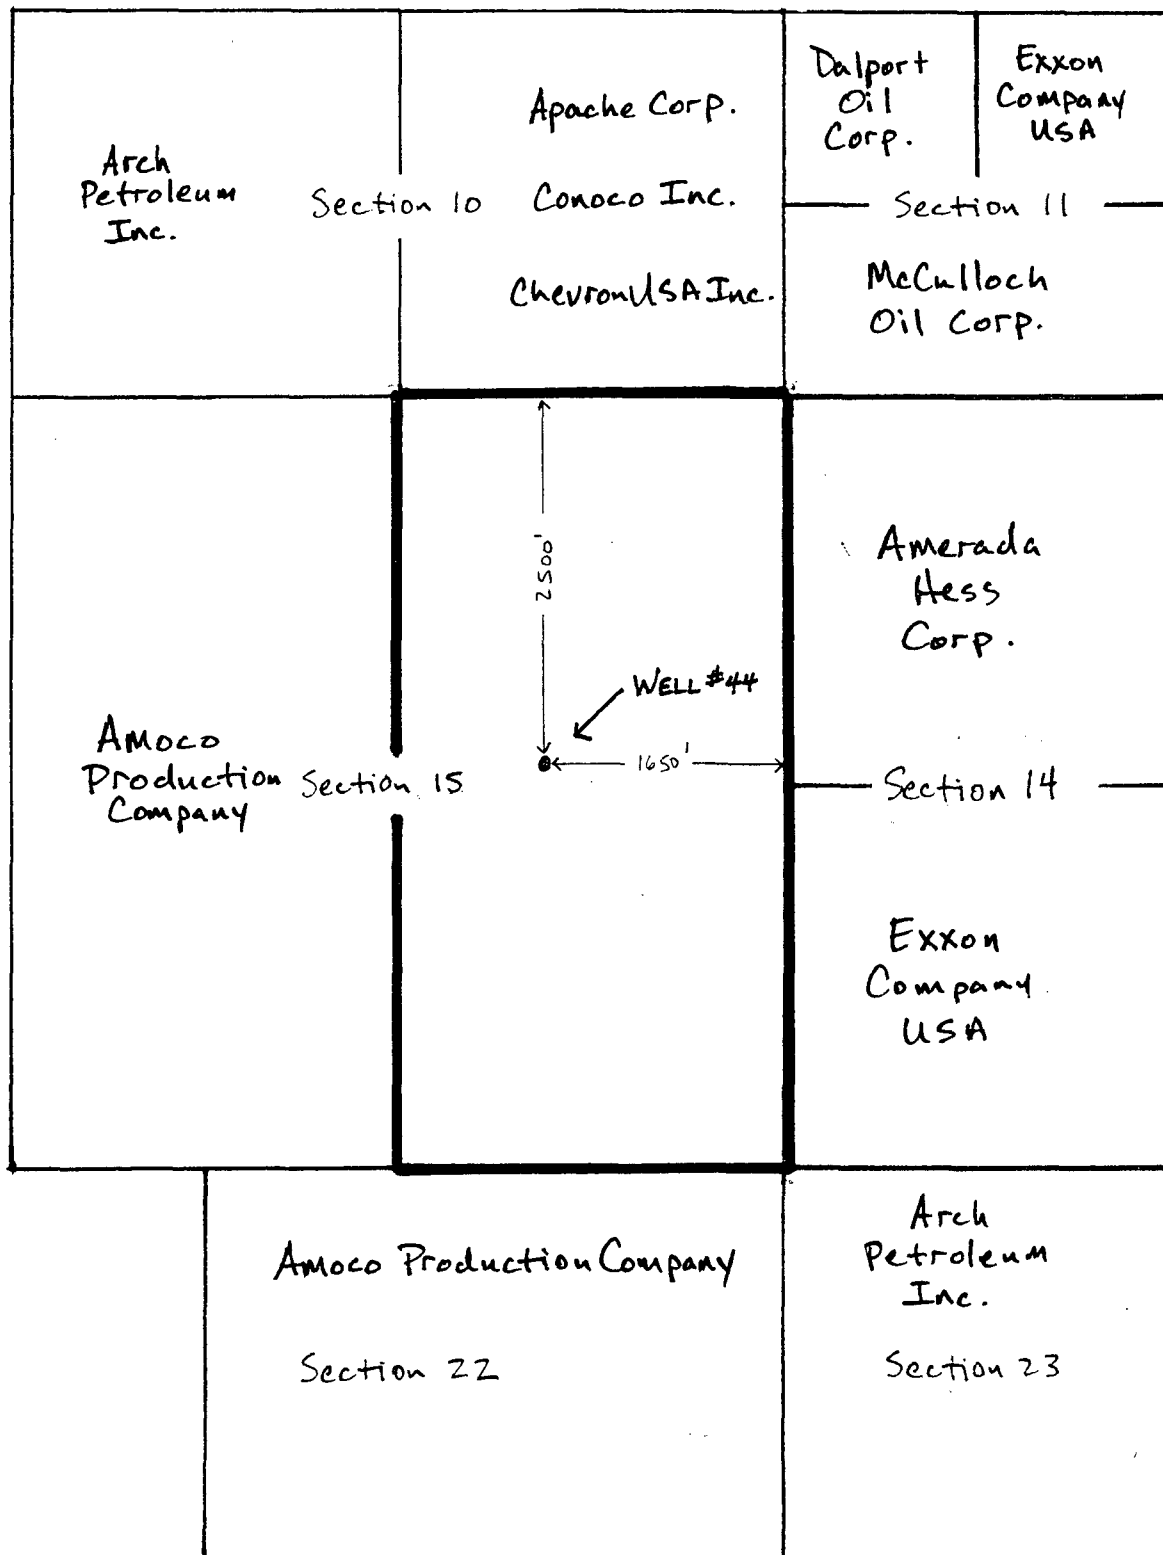 Arch
Petroleum
Inc.
Section 10
Apache Corp.
Conoco Inc.
Chevron USA Inc.
Dalport
Oil
Corp.
Exxon
Company
USA
Section 11
McCulloch
Oil Corp.
2500'
WELL #44
1650'
Amoco
Production
Company
Section 15
Amerada
Hess
Corp.
Section 14
Exxon
Company
USA
Amoco Production Company
Section 22
Arch
Petroleum
Inc.
Section 23